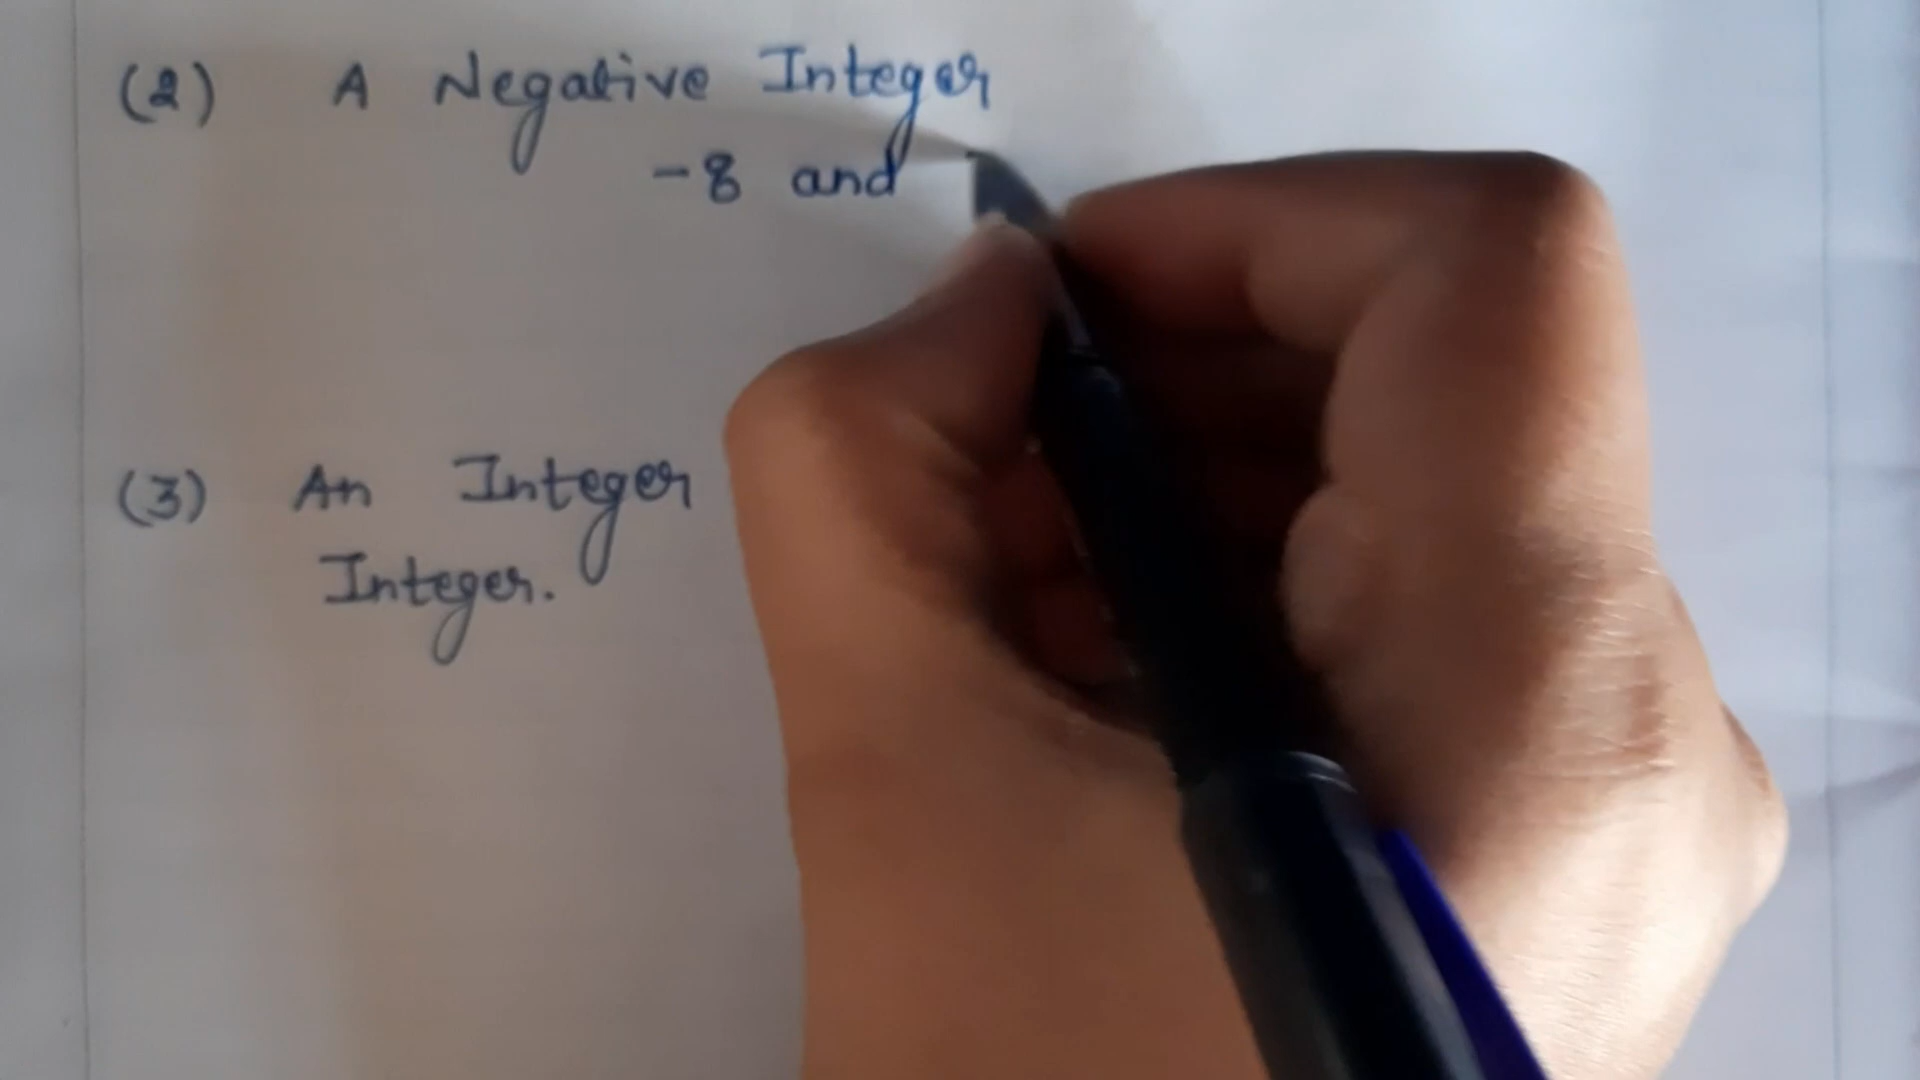 (2) A Negative Integer
-8 and
(3) An Integer
Integer.